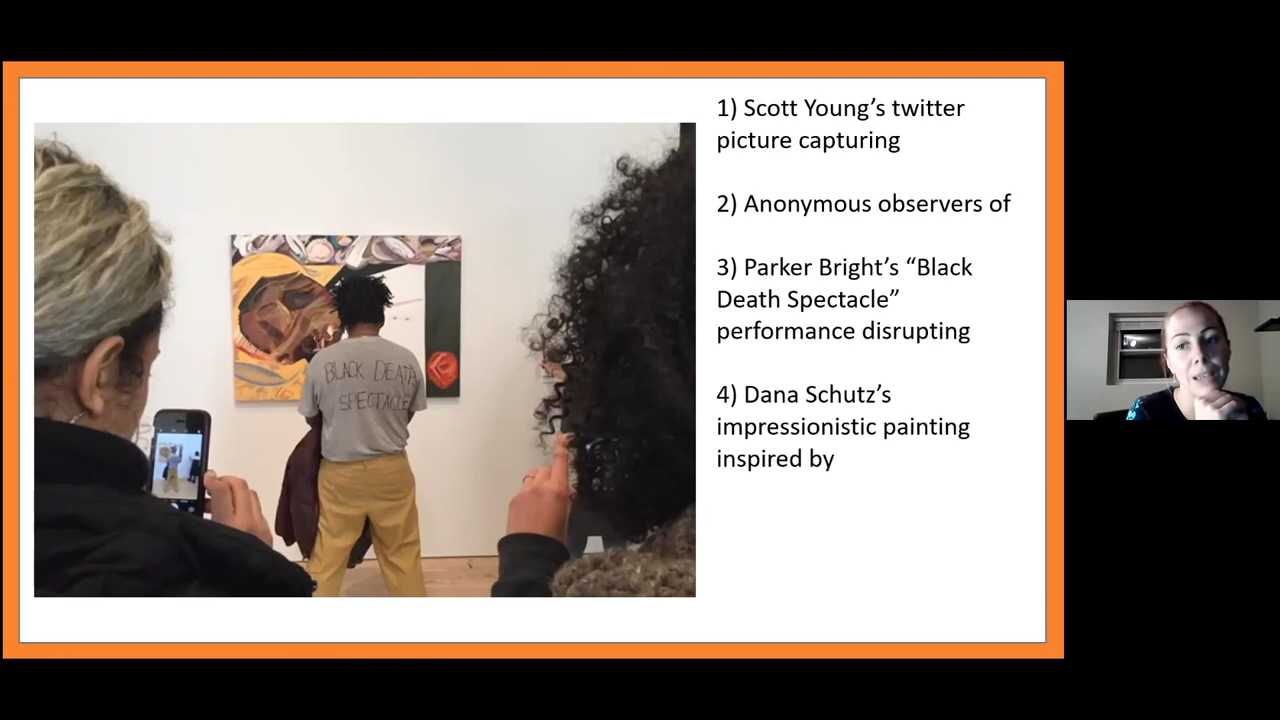 1) Scott Young’s twitter
picture capturing
2) Anonymous observers of
3) Parker Bright’s “Black
Death Spectacle”
performance disrupting
4) Dana Schutz’s
impressionistic painting
inspired by
BLACK DEATH
SPECTACLE